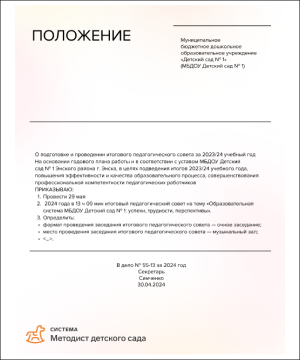 ПОЛОЖЕНИЕ
Муниципальное
бюджетное дошкольное
образовательное учреждение
«Детский сад № 1»
(МБДОУ Детский сад № 1)
О подготовке и проведении итогового педагогического совета за 2023/24 учебный год
На основании годового плана работы и в соответствии с уставом МБДОУ Детский
сад № 1 Энского района г. Энска, в целях подведения итогов 2023/24 учебного года,
повышения эффективности и качества образовательного процесса, совершенствования
профессиональной компетентности педагогических работников
ПРИКАЗЫВАЮ:
1. Провести 29 мая
2. 2024 года в 13 ч 00 мин итоговый педагогический совет на тему «Образовательная
система МБДОУ Детский сад № 1: успехи, трудности, перспективы».
3. Определить:
• формат проведения заседания итогового педагогического совета — очное заседание;
• место проведения заседания итогового педагогического совета — музыкальный зал;
• <...>.
В дело № 55-13 за 2024 год
Секретарь
Симченко
30.04.2024
СИСТЕМА
Методист детского сада